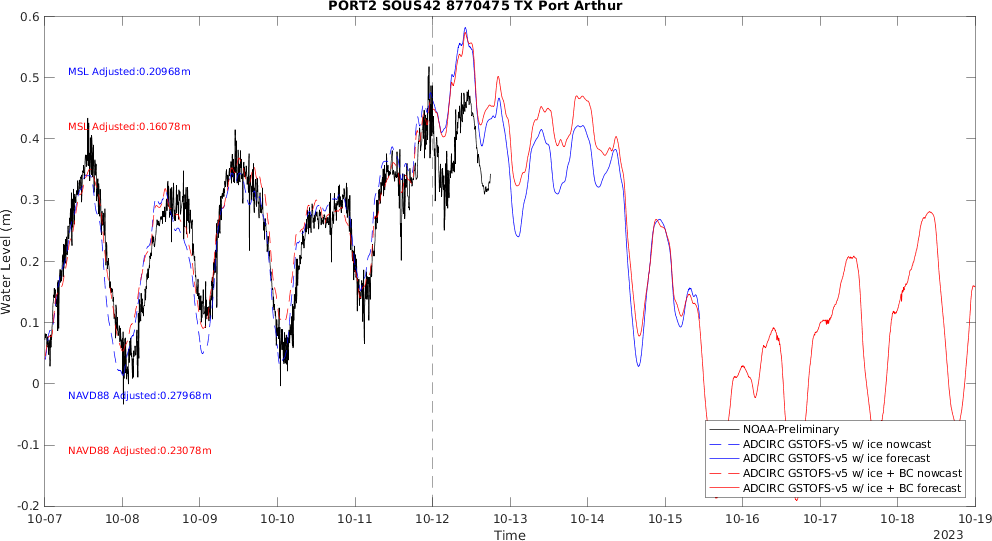 PORT2 SOUS42 8770475 TX Port Arthur
0.6
0.5
0.4
0.3
0.2
0.1
0
-0.1
-0.2
Water Level (m)
MSL Adjusted:0.20968m
MSL Adjusted:0.16078m
NAVD88 Adjusted:0.27968m
NAVD88 Adjusted:0.23078m
NOAA-Preliminary
ADCIRC GSTOFS-v5 w/ ice nowcast
ADCIRC GSTOFS-v5 w/ ice forecast
ADCIRC GSTOFS-v5 w/ ice + BC nowcast
ADCIRC GSTOFS-v5 w/ ice + BC forecast
10-07 10-08 10-09 10-10 10-11 10-12 10-13 10-14 10-15 10-16 10-17 10-18 10-19
Time
2023